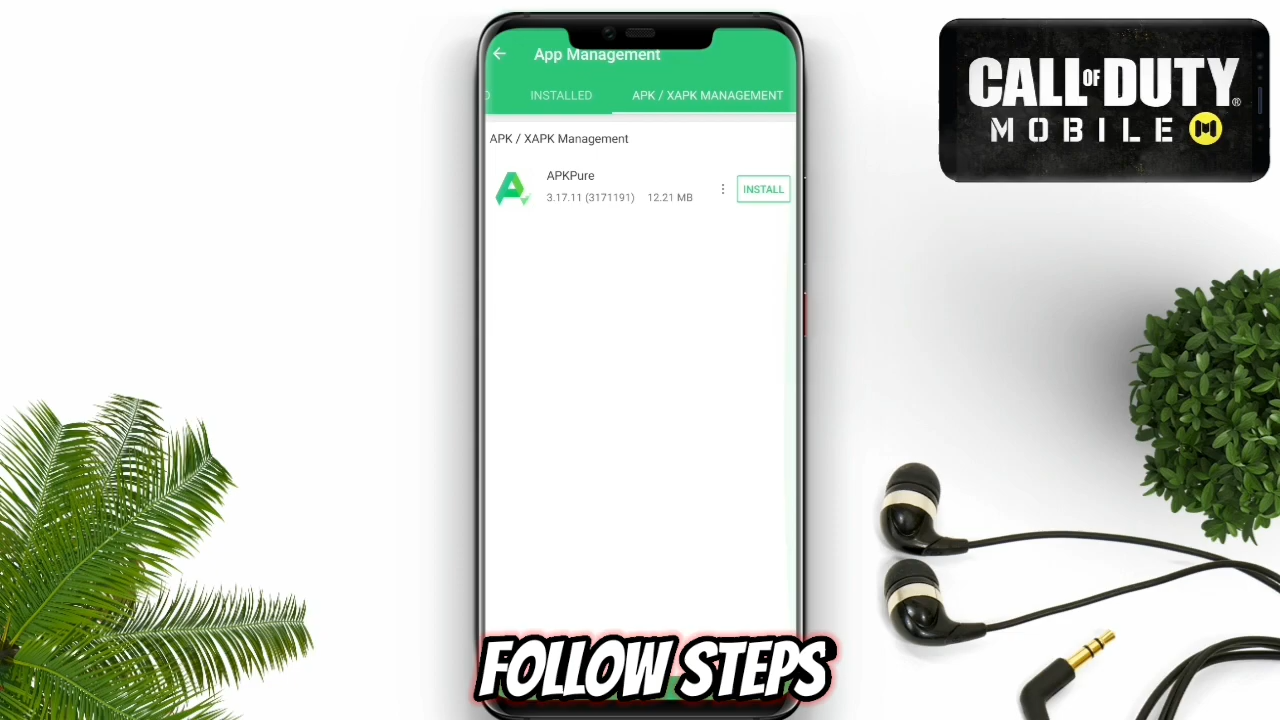 App Management
INSTALLED
APK / XAPK MANAGEMENT
APK / XAPK Management
APKPure
3.17.11 (3171191) 12.21 MB
INSTALL
CALL OF DUTY®
MOBILE
FOLLOW STEPS